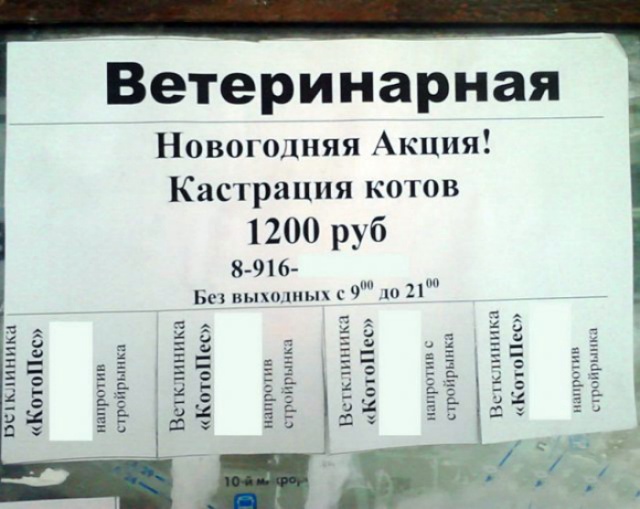 Ветеринарная
Новогодняя Акция!
Кастрация котов
1200 руб
8-916-
Без выходных с 9⁰⁰ до 21⁰⁰
Ветклиника
«КотоПес»
напротив
стройрынка
Ветклиника
«КотоПес»
напротив
стройрынка
Ветклиника
«КотоПес»
напротив с
стройрынка
Ветклиника
«КотоПес»
напротив
стройрынка
10-й м